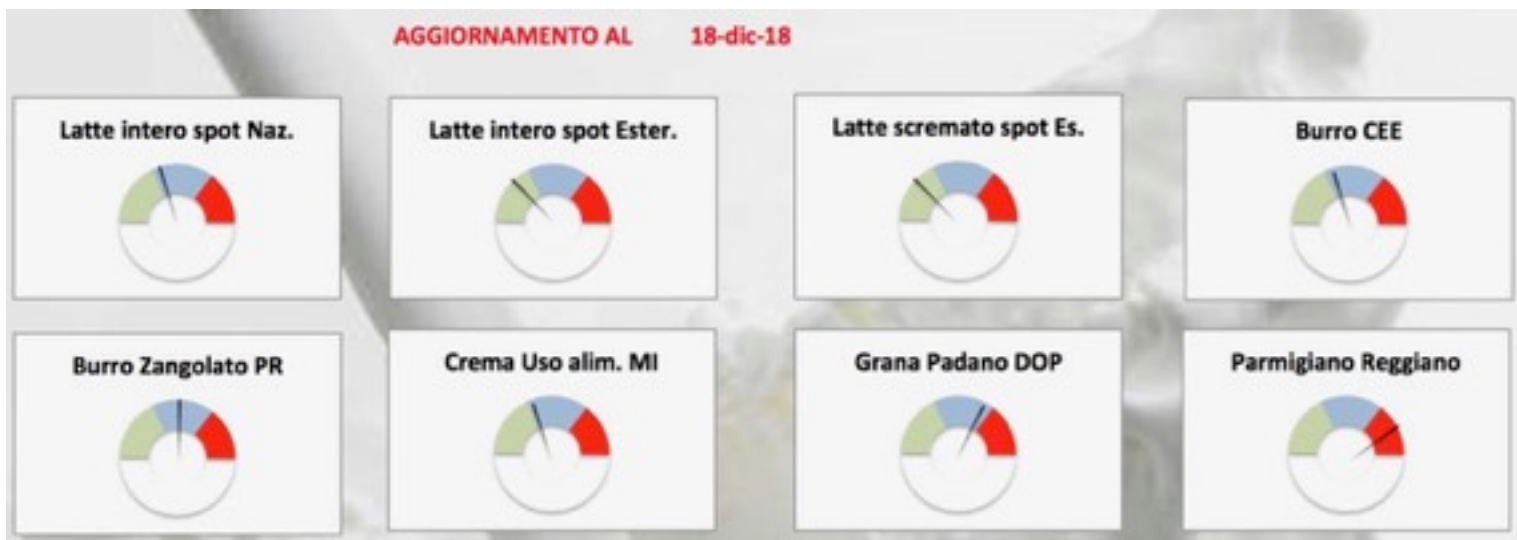 AGGIORNAMENTO AL 18-dic-18
Latte intero spot Naz.
Latte intero spot Ester.
Latte scremato spot Es.
Burro CEE
Burro Zangolato PR
Crema Uso alim. MI
Grana Padano DOP
Parmigiano Reggiano